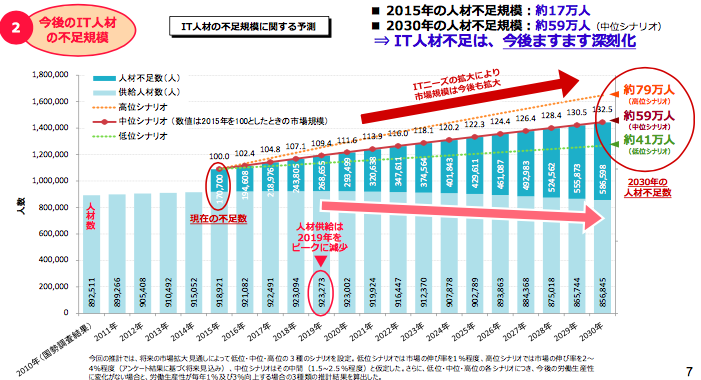 2
今後のIT人材
の不足規模
IT人材の不足規模に関する予測
■ 2015年の人材不足規模：約17万人
■ 2030年の人材不足規模：約59万人（中位シナリオ）
⇒ IT人材不足は、今後ますます深刻化
人材不足数(人)
供給人材数(人)
高位シナリオ
中位シナリオ（数値は2015年を100としたときの市場規模）
低位シナリオ
ITニーズの拡大により
市場規模は今後も拡大
約79万人
（高位シナリオ）
約59万人
（中位シナリオ）
約41万人
（低位シナリオ）
2030年の
人材不足数
1,800,000
1,600,000
1,400,000
1,200,000
1,000,000
800,000
600,000
400,000
200,000
0
人数
人材数
現在の不足数
人材供給は
2019年を
ピークに減少
100.0 102.4 104.8 107.1 109.4 111.6 113.9 116.0 118.1 120.2 122.3 124.4 126.4 128.4 130.5 132.5
170,700 194,608 218,976 243,805 268,655 293,499 320,638 347,611 374,564 401,843 429,611 461,087 492,983 524,562 555,873 586,598
892,511 899,266 905,408 910,492 915,052 918,921 921,082 922,491 923,094 923,273 923,002 919,924 916,447 912,370 907,878 902,789 893,863 884,368 875,018 865,744 856,845
2010年(国勢調査結果) 2011年 2012年 2013年 2014年 2015年 2016年 2017年 2018年 2019年 2020年 2021年 2022年 2023年 2024年 2025年 2026年 2027年 2028年 2029年 2030年
今回の推計では、将来の市場拡大見通しによって低位・中位・高位の3種のシナリオを設定。低位シナリオでは市場の伸び率を1%程度、高位シナリオでは市場の伸び率を2～
4%程度（アンケート結果に基づく将来見込み）、中位シナリオはその中間（1.5～2.5%程度）と仮定した。さらに、低位・中位・高位の各シナリオにつき、今後の労働生産性
に変化がない場合と、労働生産性が毎年1%及び3%向上する場合の3種類の推計結果を算出した。
7